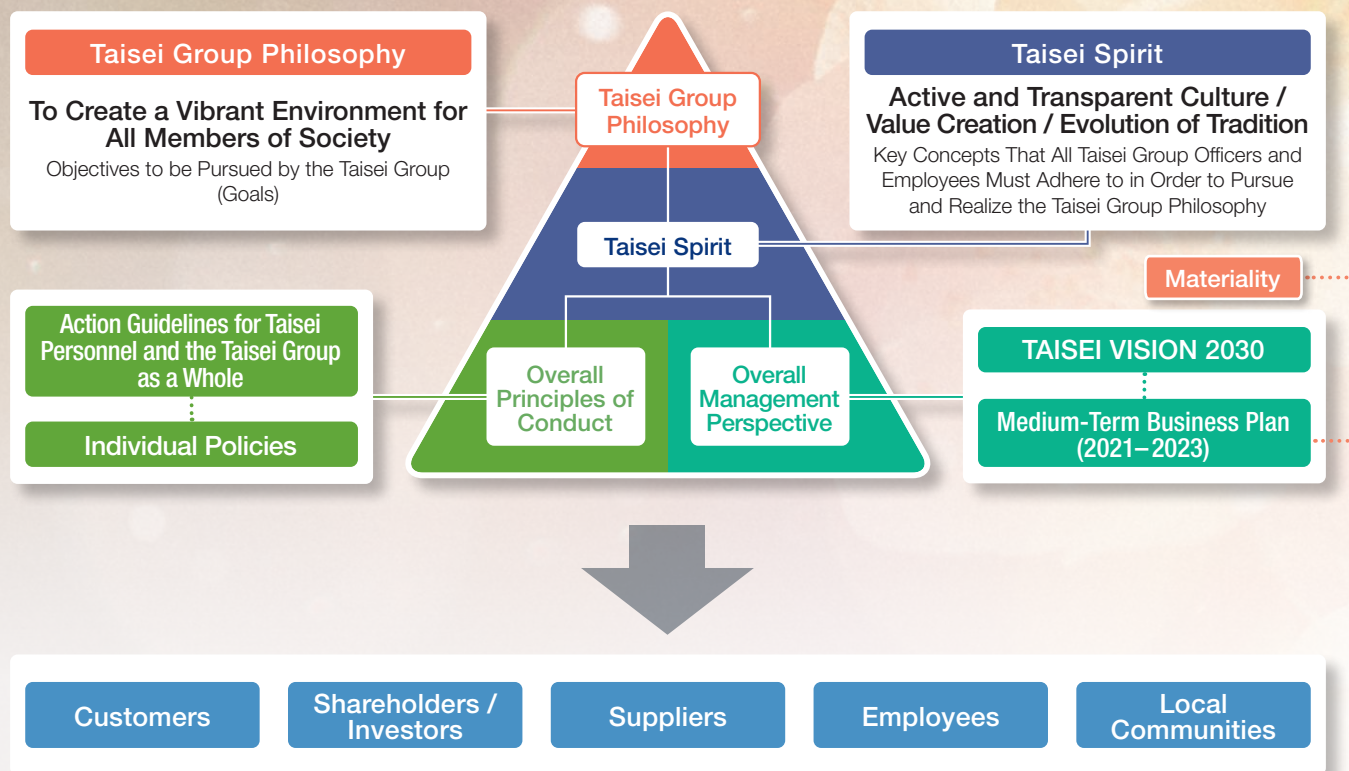 Taisei Group Philosophy
To Create a Vibrant Environment for
All Members of Society
Objectives to be Pursued by the Taisei Group
(Goals)
Taisei Group
Philosophy
Taisei Spirit
Active and Transparent Culture /
Value Creation / Evolution of Tradition
Key Concepts That All Taisei Group Officers and
Employees Must Adhere to in Order to Pursue
and Realize the Taisei Group Philosophy
Taisei Spirit
Materiality
Action Guidelines for Taisei
Personnel and the Taisei Group
as a Whole
Individual Policies
Overall
Principles of
Conduct
Overall
Management
Perspective
TAISEI VISION 2030
Medium-Term Business Plan
(2021–2023)
Customers
Shareholders /
Investors
Suppliers
Employees
Local
Communities